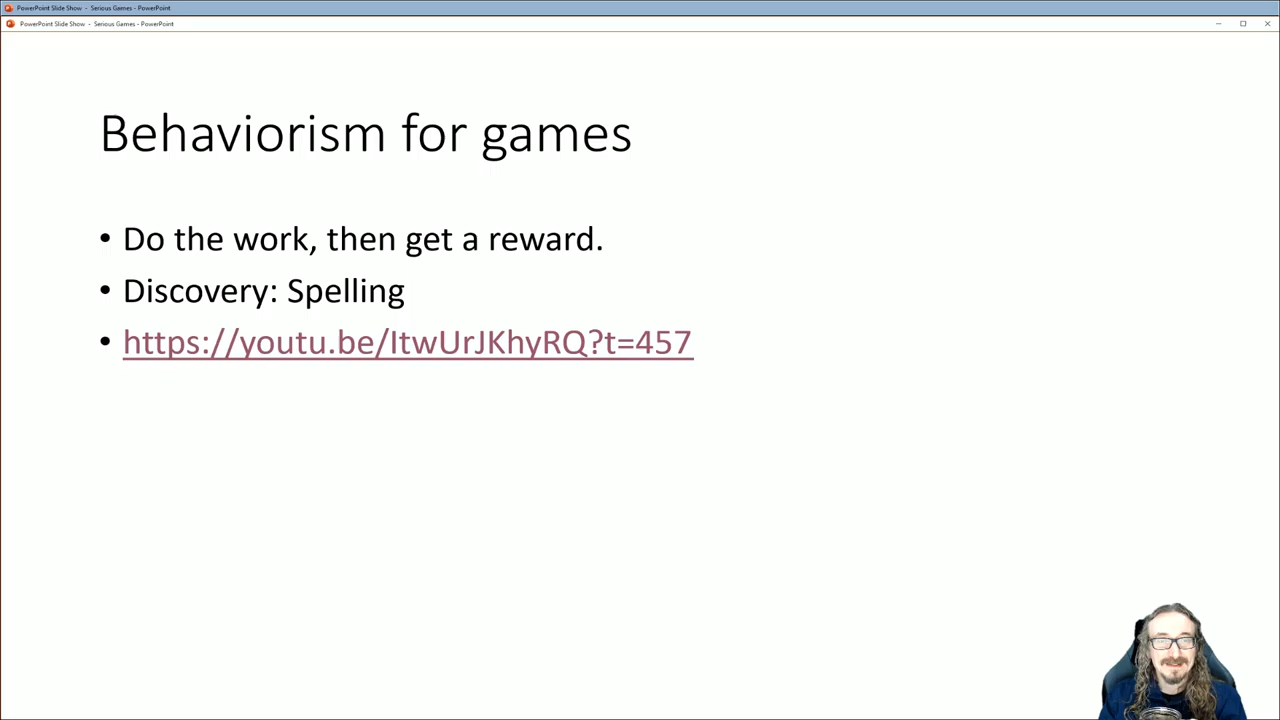 PowerPoint Slide Show - Serious Games - PowerPoint
PowerPoint Slide Show - Serious Games - PowerPoint
Behaviorism for games
• Do the work, then get a reward.
• Discovery: Spelling
• https://youtu.be/ItwUrJKhyRQ?t=457